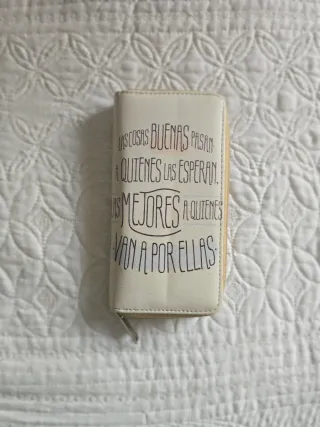 LAS COSAS BUENAS PASAN
A QUIENES LAS ESPERAN,
LAS MEJORES A QUIENES
VAN A POR ELLAS.